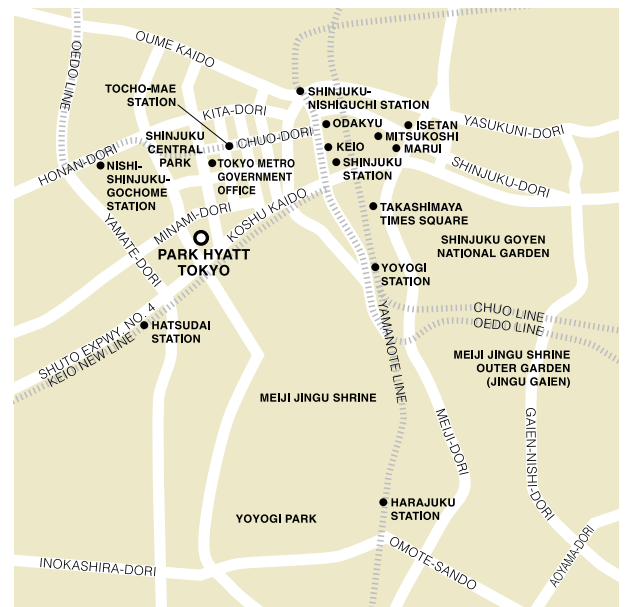 OUME KAIDO
OEDO LINE
TOCHO-MAE
STATION
SHINJUKU-
NISHIGUCHI STATION
KITA-DORI
ODAKYU
ISETAN
YASUKUNI-DORI
MITSUKOSHI
SHINJUKU
CENTRAL
PARK
CHUO-DORI
KEIO
MARUI
HONAN-DORI
NISHI-
SHINJUKU-
GOCHOME
STATION
TOKYO METRO
GOVERNMENT
OFFICE
SHINJUKU
STATION
SHINJUKU-DORI
MINAMI-DORI
KOSHU KAIDO
TAKASHIMAYA
TIMES SQUARE
YAMATE-DORI
PARK HYATT
TOKYO
SHINJUKU GOYEN
NATIONAL GARDEN
YOYOGI
STATION
CHUO LINE
OEDO LINE
SHUTO EXPWY. NO. 4
KEIO NEW LINE
HATSUDAI
STATION
YAMANOTE LINE
MEIJI JINGU SHRINE
OUTER GARDEN
(JINGU GAIEN)
MEIJI JINGU SHRINE
MEIJI-DORI
GAIEN-NISHI-DORI
HARAJUKU
STATION
YOYOGI PARK
INOKASHIRA-DORI
OMOTE-SANDO
AOYAMA-DORI